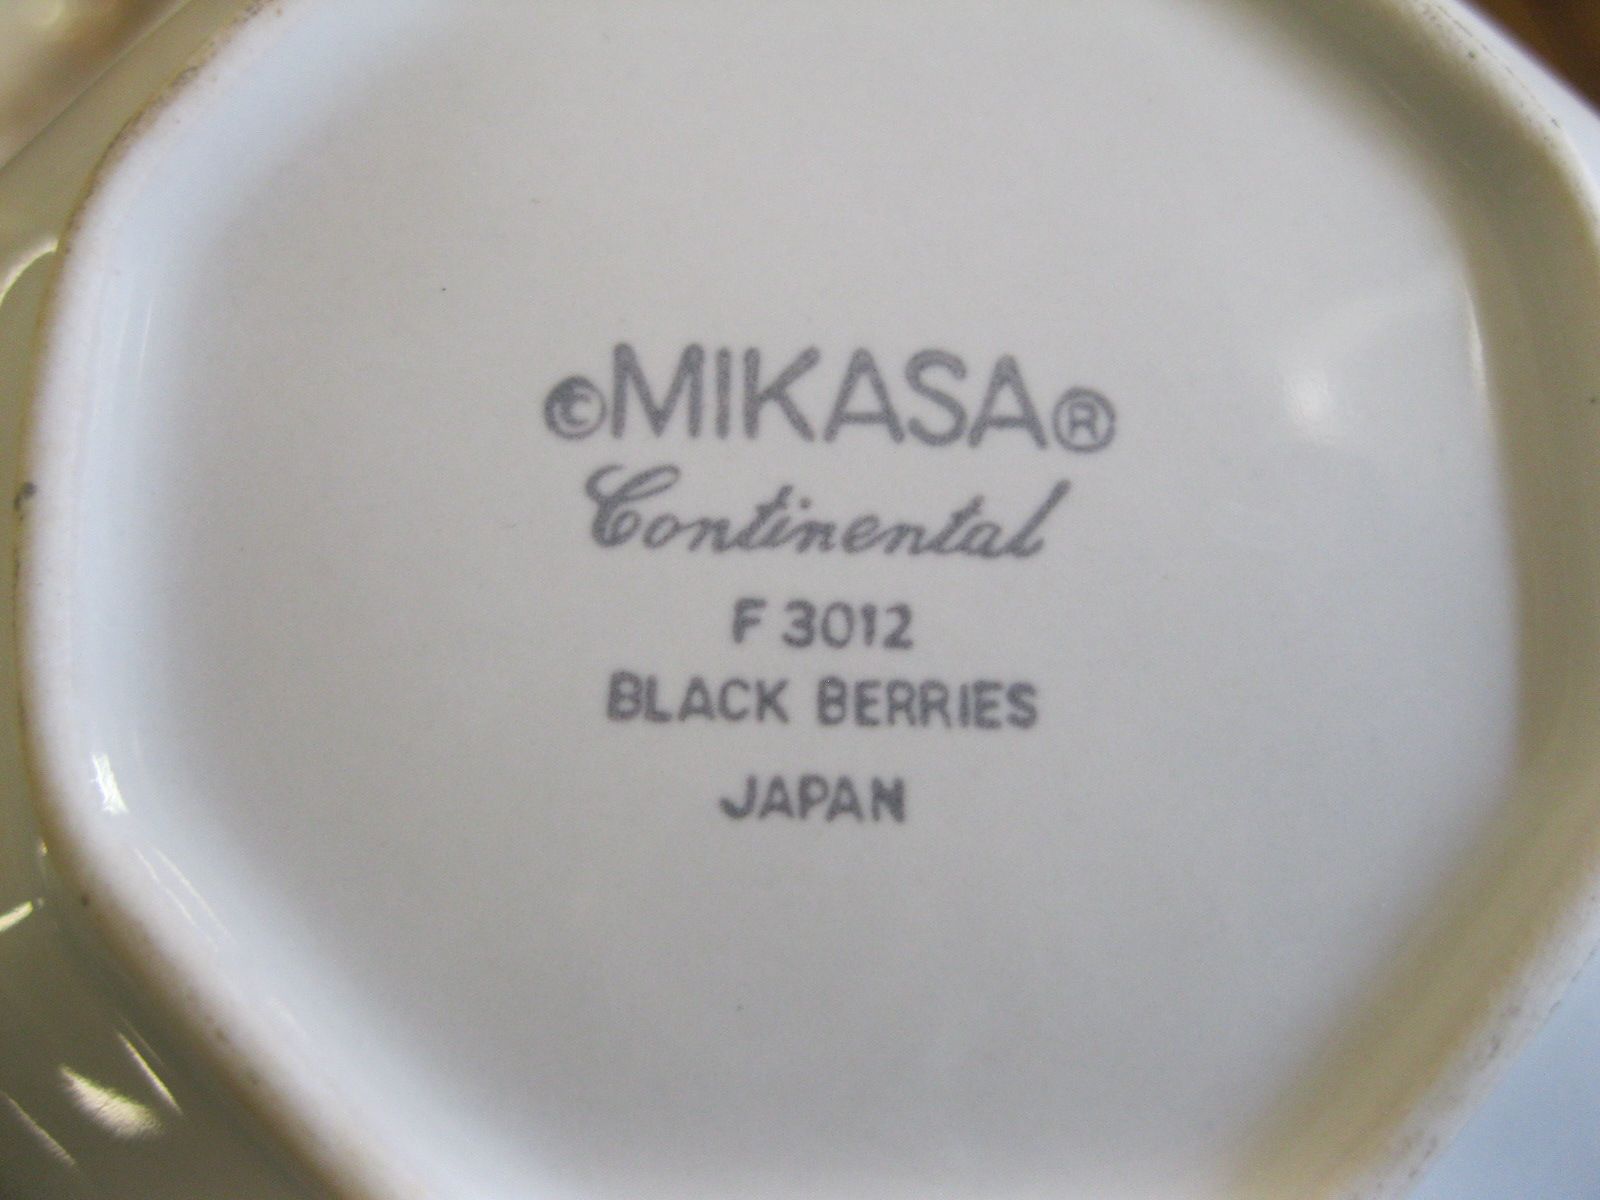 ©MIKASA®
Continental
F 3012
BLACK BERRIES
JAPAN